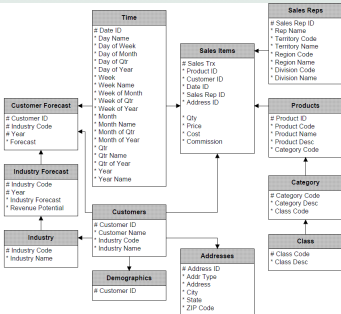 Time
# Date ID
* Day Name
* Day of Week
* Day of Month
* Day of Qtr
* Day of Year
* Week
* Week Name
* Week of Month
* Week of Qtr
* Week of Year
* Month
* Month Name
* Month of Qtr
* Month of Year
* Qtr
* Qtr Name
* Qtr of Year
* Year
* Year Name
Sales Items
# Sales Trx
* Product ID
* Customer ID
* Date ID
* Sales Rep ID
* Address ID
* Qty
* Price
* Cost
* Commission
Sales Reps
# Sales Rep ID
* Rep Name
* Territory Code
* Territory Name
* Region Code
* Region Name
* Division Code
* Division Name
Customer Forecast
# Customer ID
# Industry Code
# Year
* Forecast
Products
# Product ID
* Product Code
* Product Name
* Product Desc
* Category Code
Industry Forecast
# Industry Code
# Year
* Industry Forecast
* Revenue Potential
Category
# Category Code
* Category Desc
* Class Code
Industry
# Industry Code
* Industry Name
Customers
# Customer ID
* Customer Name
* Industry Code
* Industry Name
Class
# Class Code
* Class Desc
Demographics
# Customer ID
Addresses
# Address ID
* Addr Type
* Address
* City
* State
* ZIP Code